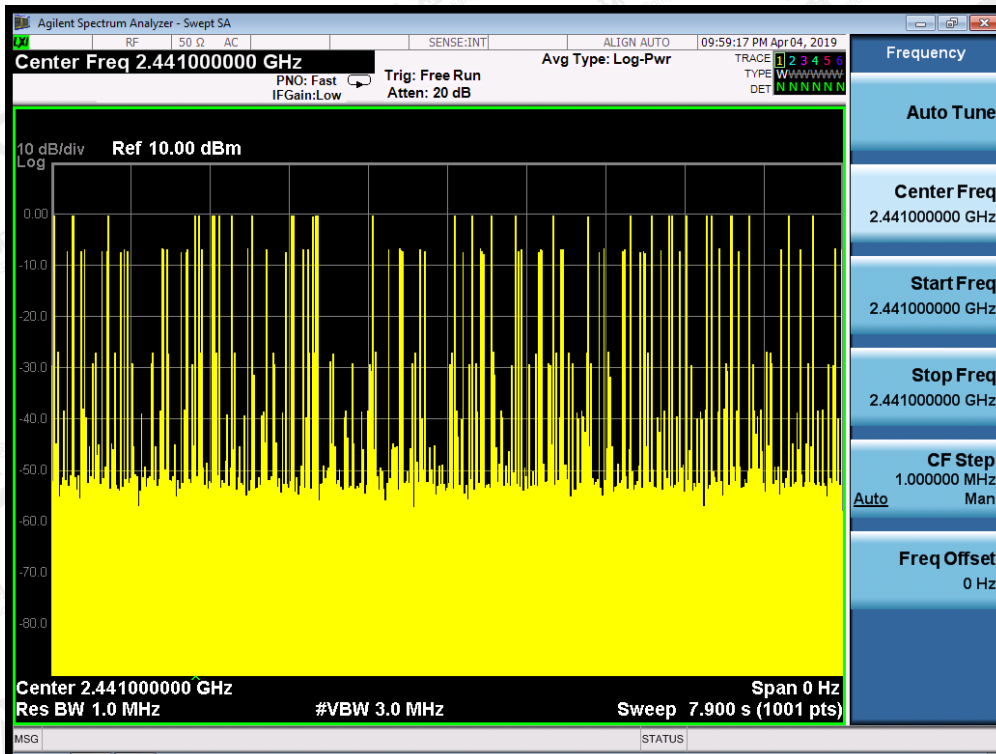 Agilent Spectrum Analyzer - Swept SA
LXI RF 50 Ω AC SENSE:INT ALIGN AUTO 09:59:17 PM Apr 04, 2019
Center Freq 2.441000000 GHz
PNO: Fast
IFGain:Low
Trig: Free Run
Atten: 20 dB
Avg Type: Log-Pwr
TRACE 1 2 3 4 5 6
TYPE WWWWWW
DET N N N N N N
10 dB/div Ref 10.00 dBm
Log
0.00
-10.0
-20.0
-30.0
-40.0
-50.0
-60.0
-70.0
-80.0
Center 2.441000000 GHz Span 0 Hz
Res BW 1.0 MHz #VBW 3.0 MHz Sweep 7.900 s (1001 pts)
MSG STATUS
Frequency
Auto Tune
Center Freq
2.441000000 GHz
Start Freq
2.441000000 GHz
Stop Freq
2.441000000 GHz
CF Step
1.000000 MHz
Auto Man
Freq Offset
0 Hz